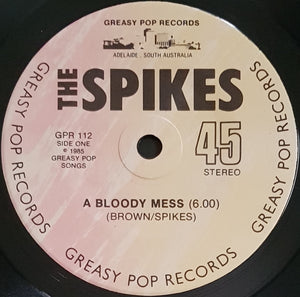 GREASY POP RECORDS
ADELAIDE, SOUTH AUSTRALIA
THE SPIKES
GPR 112
SIDE ONE
℗ 1985
GREASY POP
SONGS
45
STEREO
A BLOODY MESS (6.00)
(BROWN/SPIKES)
GREASY POP RECORDS
GREASY POP RECORDS
GREASY POP RECORDS